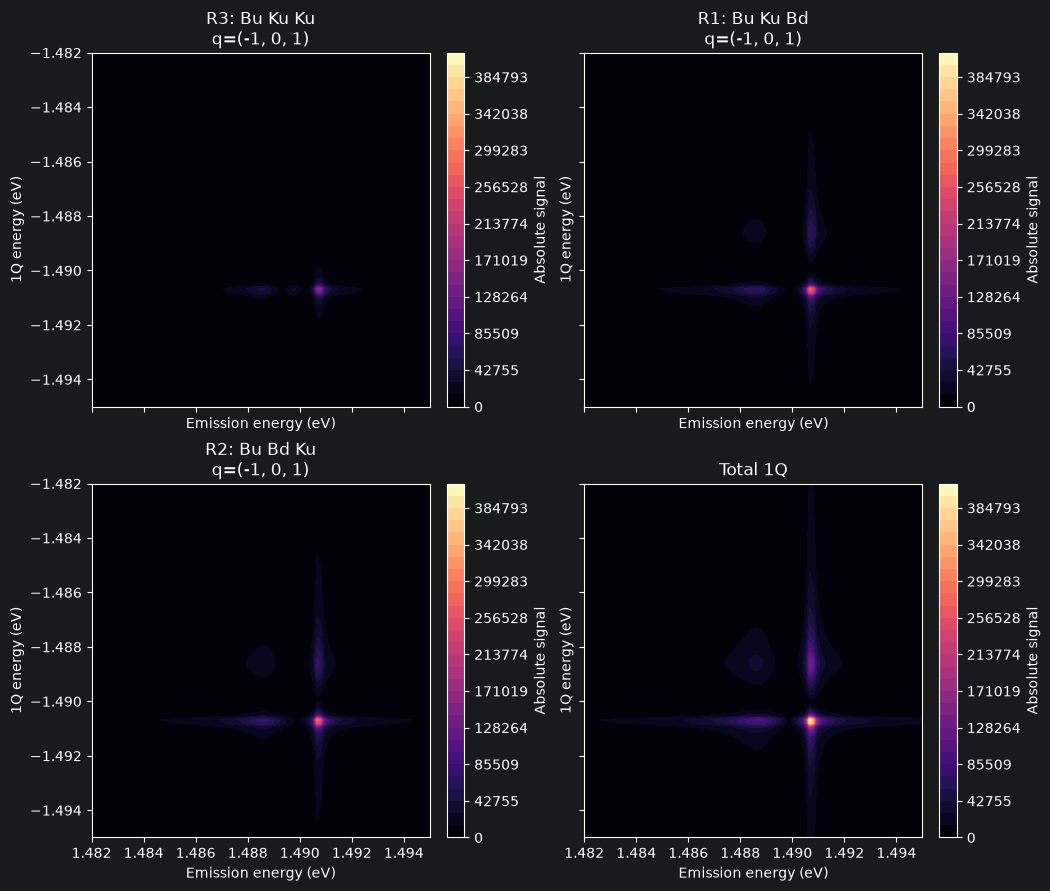 R3: Bu Ku Ku
q=(-1, 0, 1)
1Q energy (eV)
−1.482
−1.484
−1.486
−1.488
−1.490
−1.492
−1.494
Emission energy (eV)
384793
342038
299283
256528
213774
171019
128264
85509
42755
0
Absolute signal
R1: Bu Ku Bd
q=(-1, 0, 1)
1Q energy (eV)
Emission energy (eV)
384793
342038
299283
256528
213774
171019
128264
85509
42755
0
Absolute signal
R2: Bu Bd Ku
q=(-1, 0, 1)
1Q energy (eV)
−1.482
−1.484
−1.486
−1.488
−1.490
−1.492
−1.494
1.482 1.484 1.486 1.488 1.490 1.492 1.494
Emission energy (eV)
384793
342038
299283
256528
213774
171019
128264
85509
42755
0
Absolute signal
Total 1Q
1Q energy (eV)
1.482 1.484 1.486 1.488 1.490 1.492 1.494
Emission energy (eV)
384793
342038
299283
256528
213774
171019
128264
85509
42755
0
Absolute signal